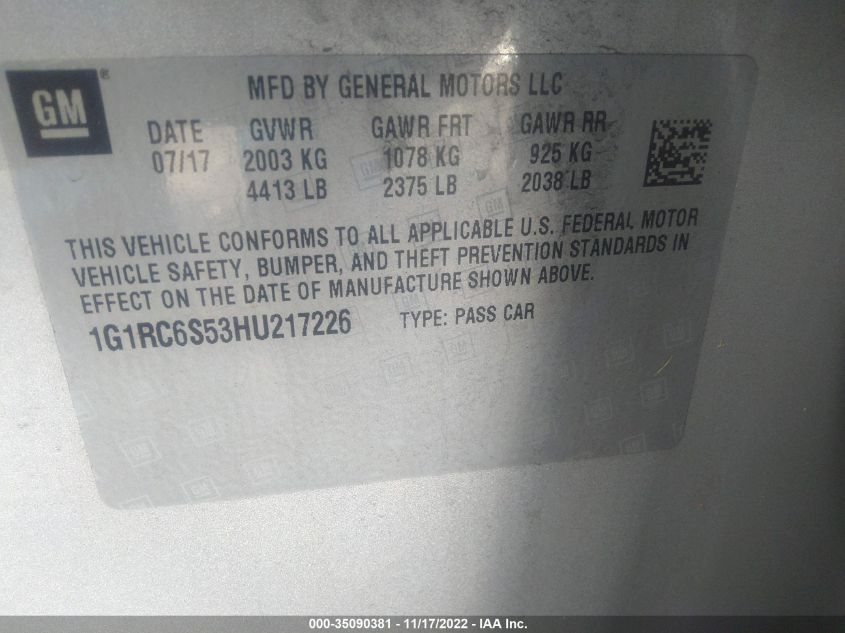 GM ®
MFD BY GENERAL MOTORS LLC
DATE GVWR GAWR FRT GAWR RR
07/17 2003 KG 1078 KG 925 KG
4413 LB 2375 LB 2038 LB
THIS VEHICLE CONFORMS TO ALL APPLICABLE U.S. FEDERAL MOTOR
VEHICLE SAFETY, BUMPER, AND THEFT PREVENTION STANDARDS IN
EFFECT ON THE DATE OF MANUFACTURE SHOWN ABOVE.
1G1RC6S53HU217226 TYPE: PASS CAR
000-35090381 - 11/17/2022 - IAA Inc.